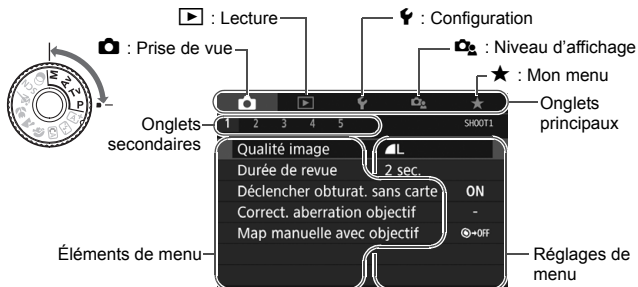 : Lecture
: Configuration
: Prise de vue
: Niveau d'affichage
: Mon menu
M Av Tv P
Onglets principaux
Onglets secondaires
1 2 3 4 5 SHOOT1
Qualité image L
Durée de revue 2 sec.
Déclencher obturat. sans carte ON
Correct. aberration objectif -
Map manuelle avec objectif OFF
Éléments de menu
Réglages de menu